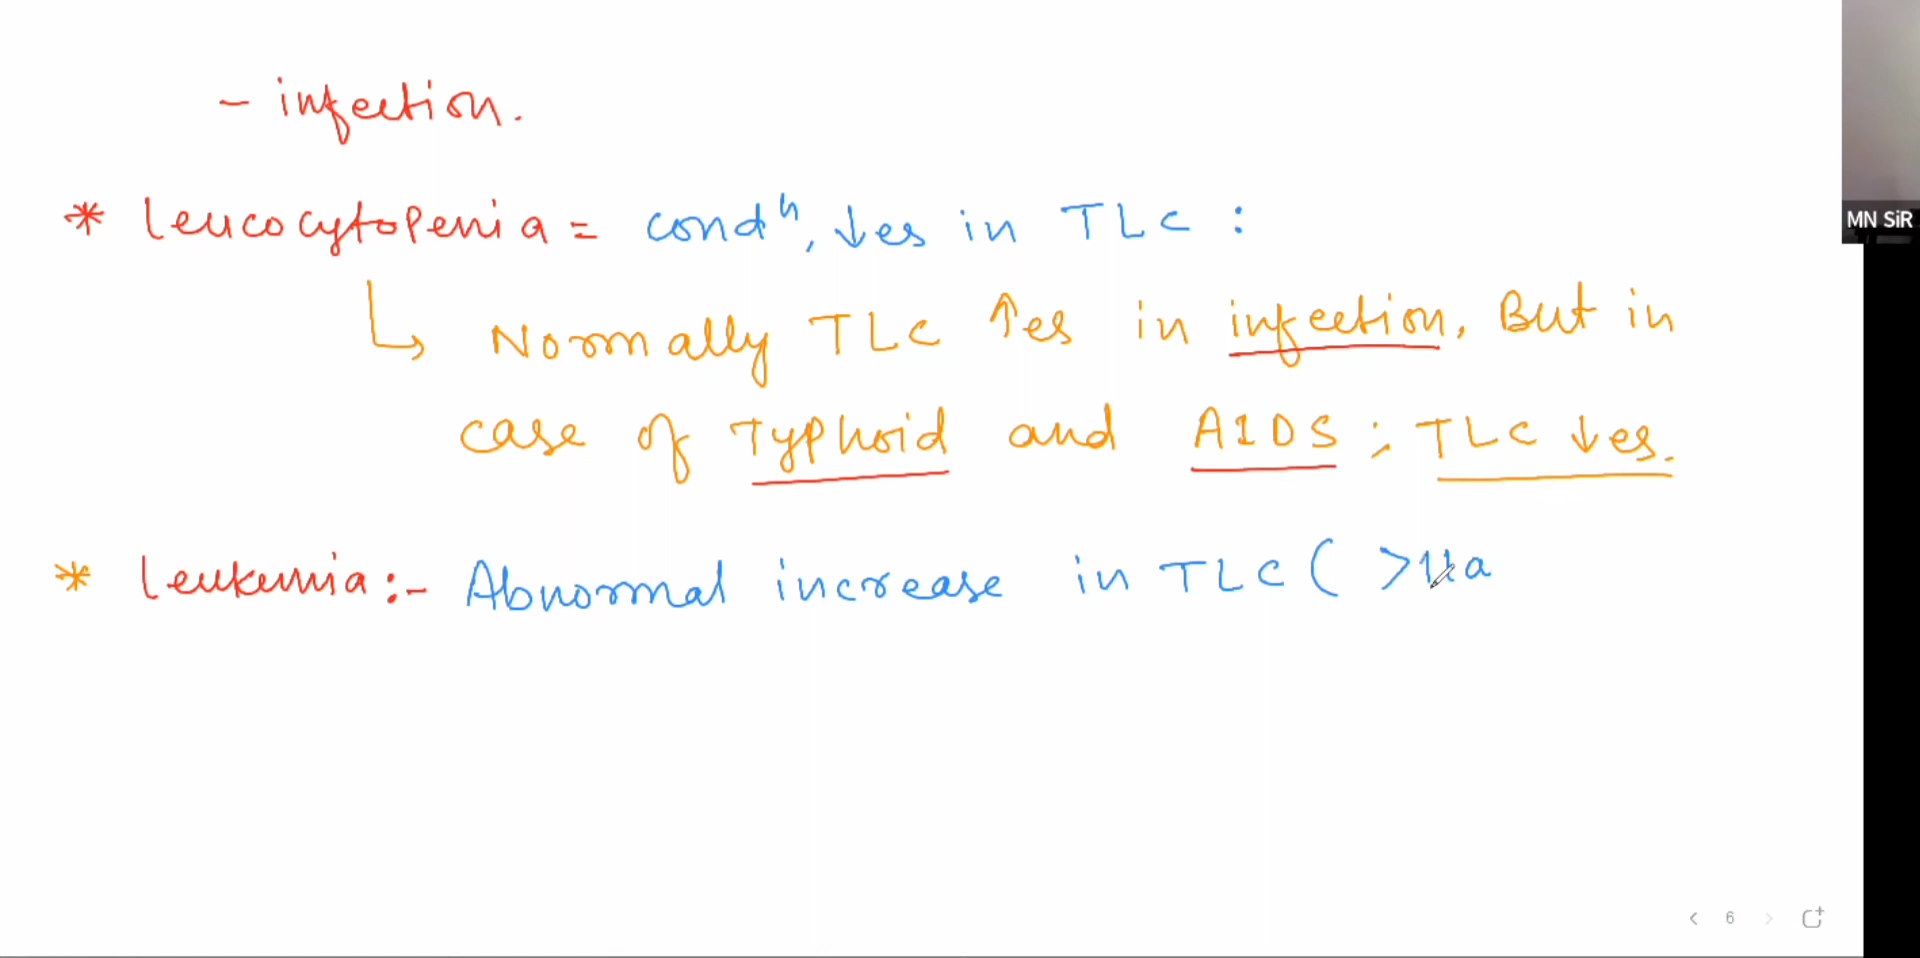 - infection.
MN SiR
* Leucocytopenia = condⁿ, ↓es in TLC :
↳ Normally TLC ↑es in infection. But in
case of Typhoid and AIDS ; TLC ↓es.
* Leukemia :- Abnormal increase in TLC ( >
6